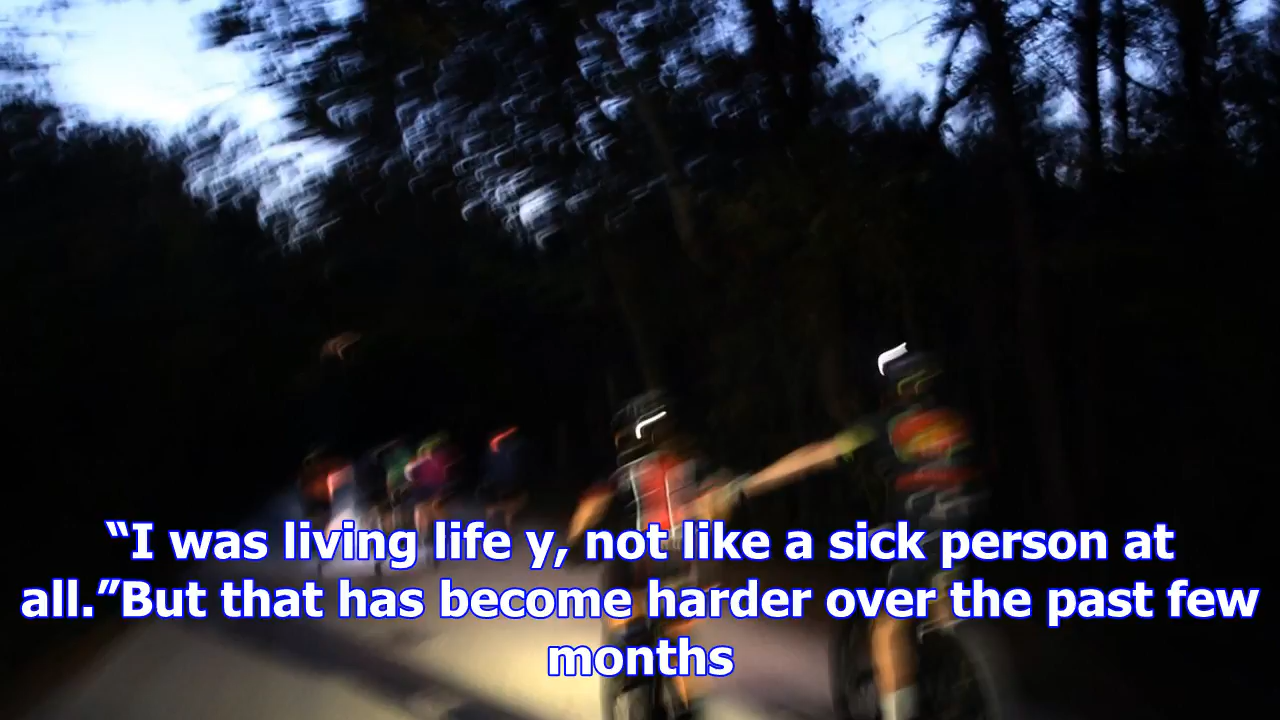 “I was living life y, not like a sick person at
all.”But that has become harder over the past few
months